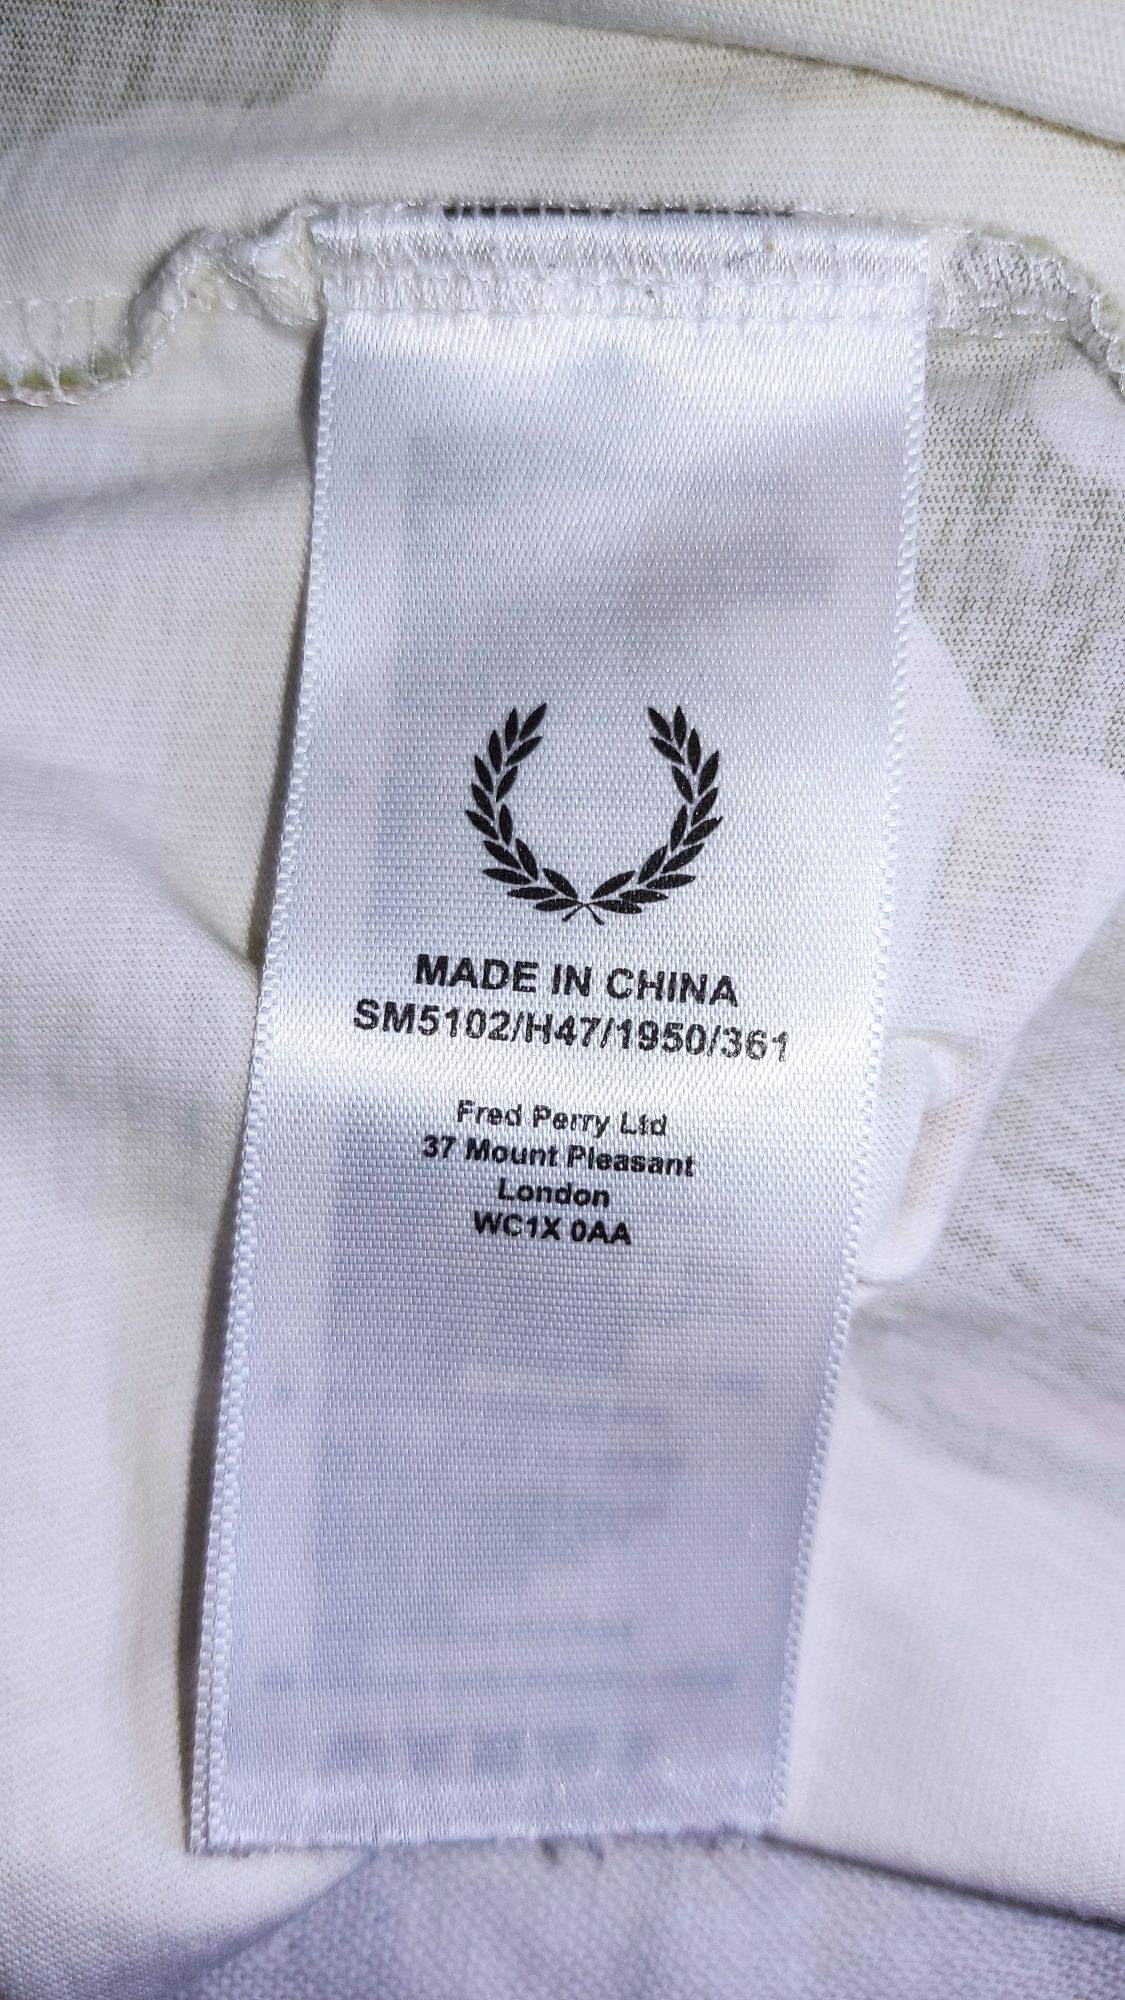 MADE IN CHINA
SM5102/H47/1950/361
Fred Perry Ltd
37 Mount Pleasant
London
WC1X 0AA